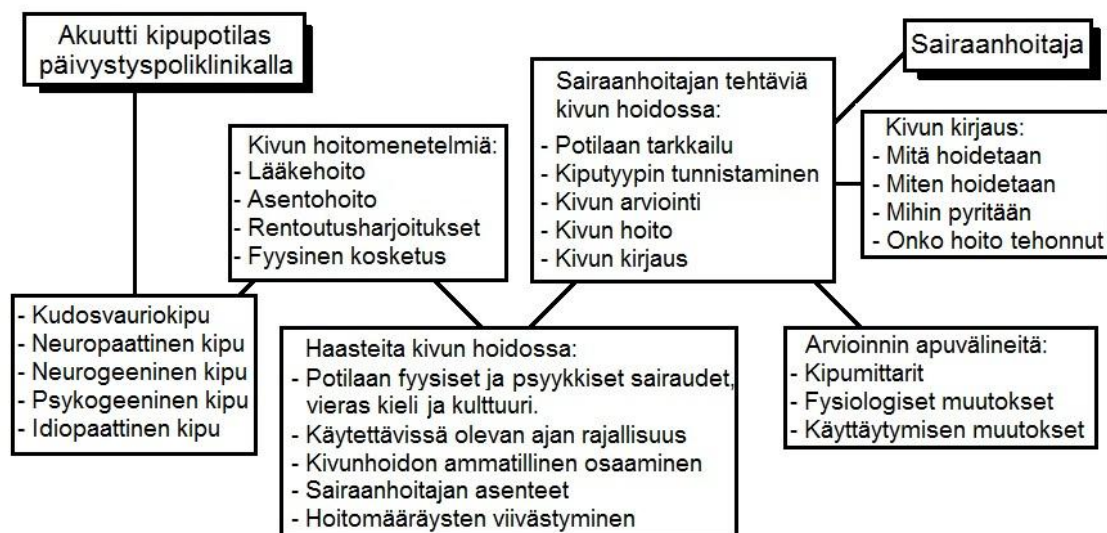 Akuutti kipupotilas
päivystyspoliklinikalla
Sairaanhoitaja
Sairaanhoitajan tehtäviä
kivun hoidossa:
- Potilaan tarkkailu
- Kiputyypin tunnistaminen
- Kivun arviointi
- Kivun hoito
- Kivun kirjaus
Kivun hoitomenetelmiä:
- Lääkehoito
- Asentohoito
- Rentoutusharjoitukset
- Fyysinen kosketus
Kivun kirjaus:
- Mitä hoidetaan
- Miten hoidetaan
- Mihin pyritään
- Onko hoito tehonnut
- Kudosvauriokipu
- Neuropaattinen kipu
- Neurogeeninen kipu
- Psykogeeninen kipu
- Idiopaattinen kipu
Haasteita kivun hoidossa:
- Potilaan fyysiset ja psyykkiset sairaudet,
vieras kieli ja kulttuuri.
- Käytettävissä olevan ajan rajallisuus
- Kivunhoidon ammatillinen osaaminen
- Sairaanhoitajan asenteet
- Hoitomääräysten viivästyminen
Arvioinnin apuvälineitä:
- Kipumittarit
- Fysiologiset muutokset
- Käyttäytymisen muutokset